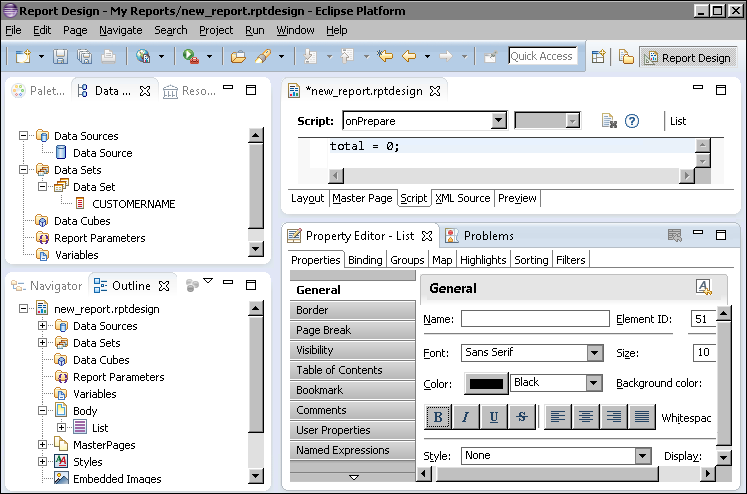 Report Design - My Reports/new_report.rptdesign - Eclipse Platform
File Edit Page Navigate Search Project Run Window Help
Quick Access
Report Design
Palet...
Data ...
Reso...
Data Sources
Data Source
Data Sets
Data Set
CUSTOMERNAME
Data Cubes
Report Parameters
Variables
Navigator
Outline
new_report.rptdesign
Data Sources
Data Sets
Data Cubes
Report Parameters
Variables
Body
List
MasterPages
Styles
Embedded Images
*new_report.rptdesign
Script: onPrepare
List
total = 0;
Layout Master Page Script XML Source Preview
Property Editor - List
Problems
Properties Binding Groups Map Highlights Sorting Filters
General
Border
Page Break
Visibility
Table of Contents
Bookmark
Comments
User Properties
Named Expressions
General
Name:
Element ID: 51
Font: Sans Serif
Size: 10
Color: Black
Background color:
B I U S
Whitespac
Style: None
Display: